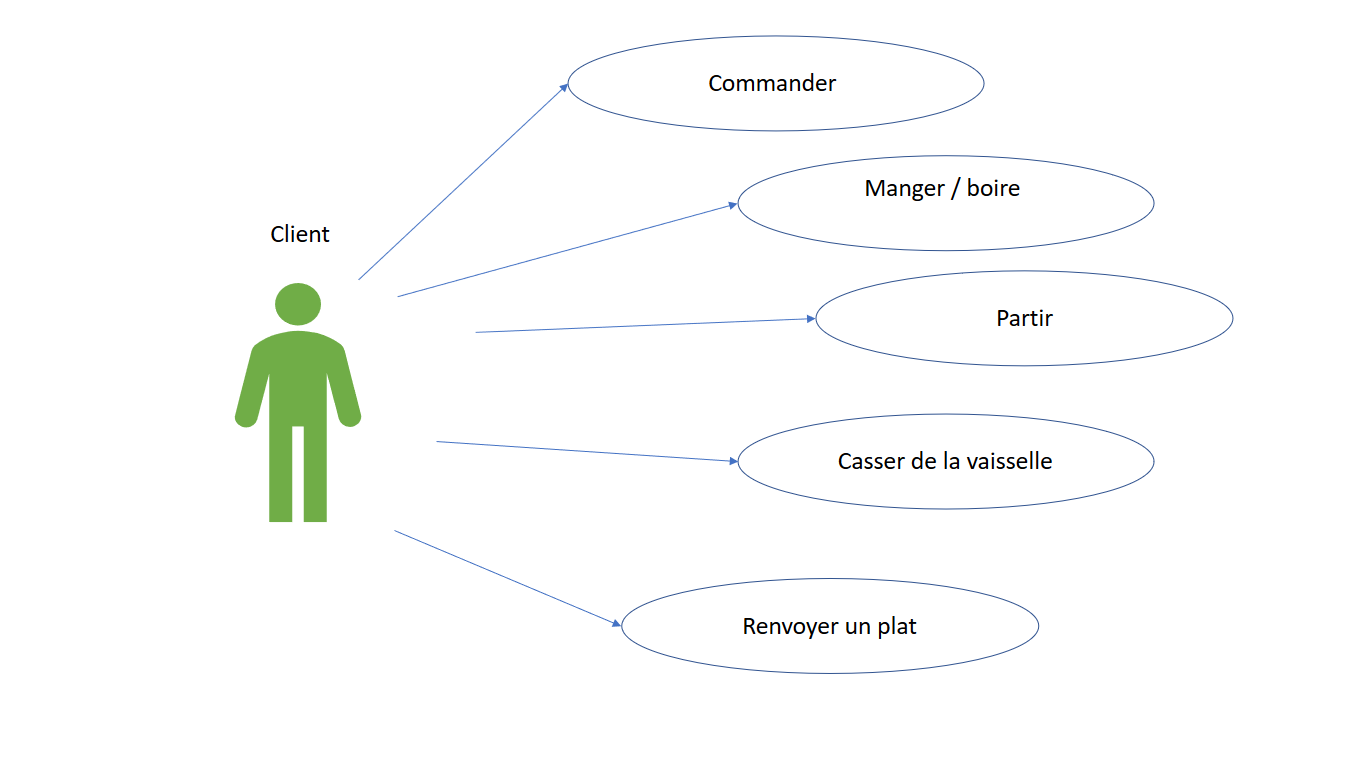 Commander
Manger / boire
Client
Partir
Casser de la vaisselle
Renvoyer un plat